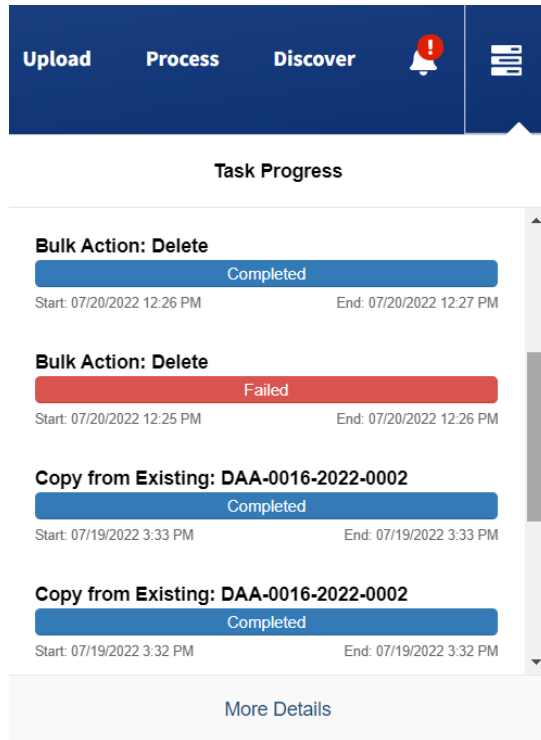 Upload Process Discover !
Task Progress
Bulk Action: Delete
Completed
Start: 07/20/2022 12:26 PM End: 07/20/2022 12:27 PM
Bulk Action: Delete
Failed
Start: 07/20/2022 12:25 PM End: 07/20/2022 12:26 PM
Copy from Existing: DAA-0016-2022-0002
Completed
Start: 07/19/2022 3:33 PM End: 07/19/2022 3:33 PM
Copy from Existing: DAA-0016-2022-0002
Completed
Start: 07/19/2022 3:32 PM End: 07/19/2022 3:32 PM
More Details